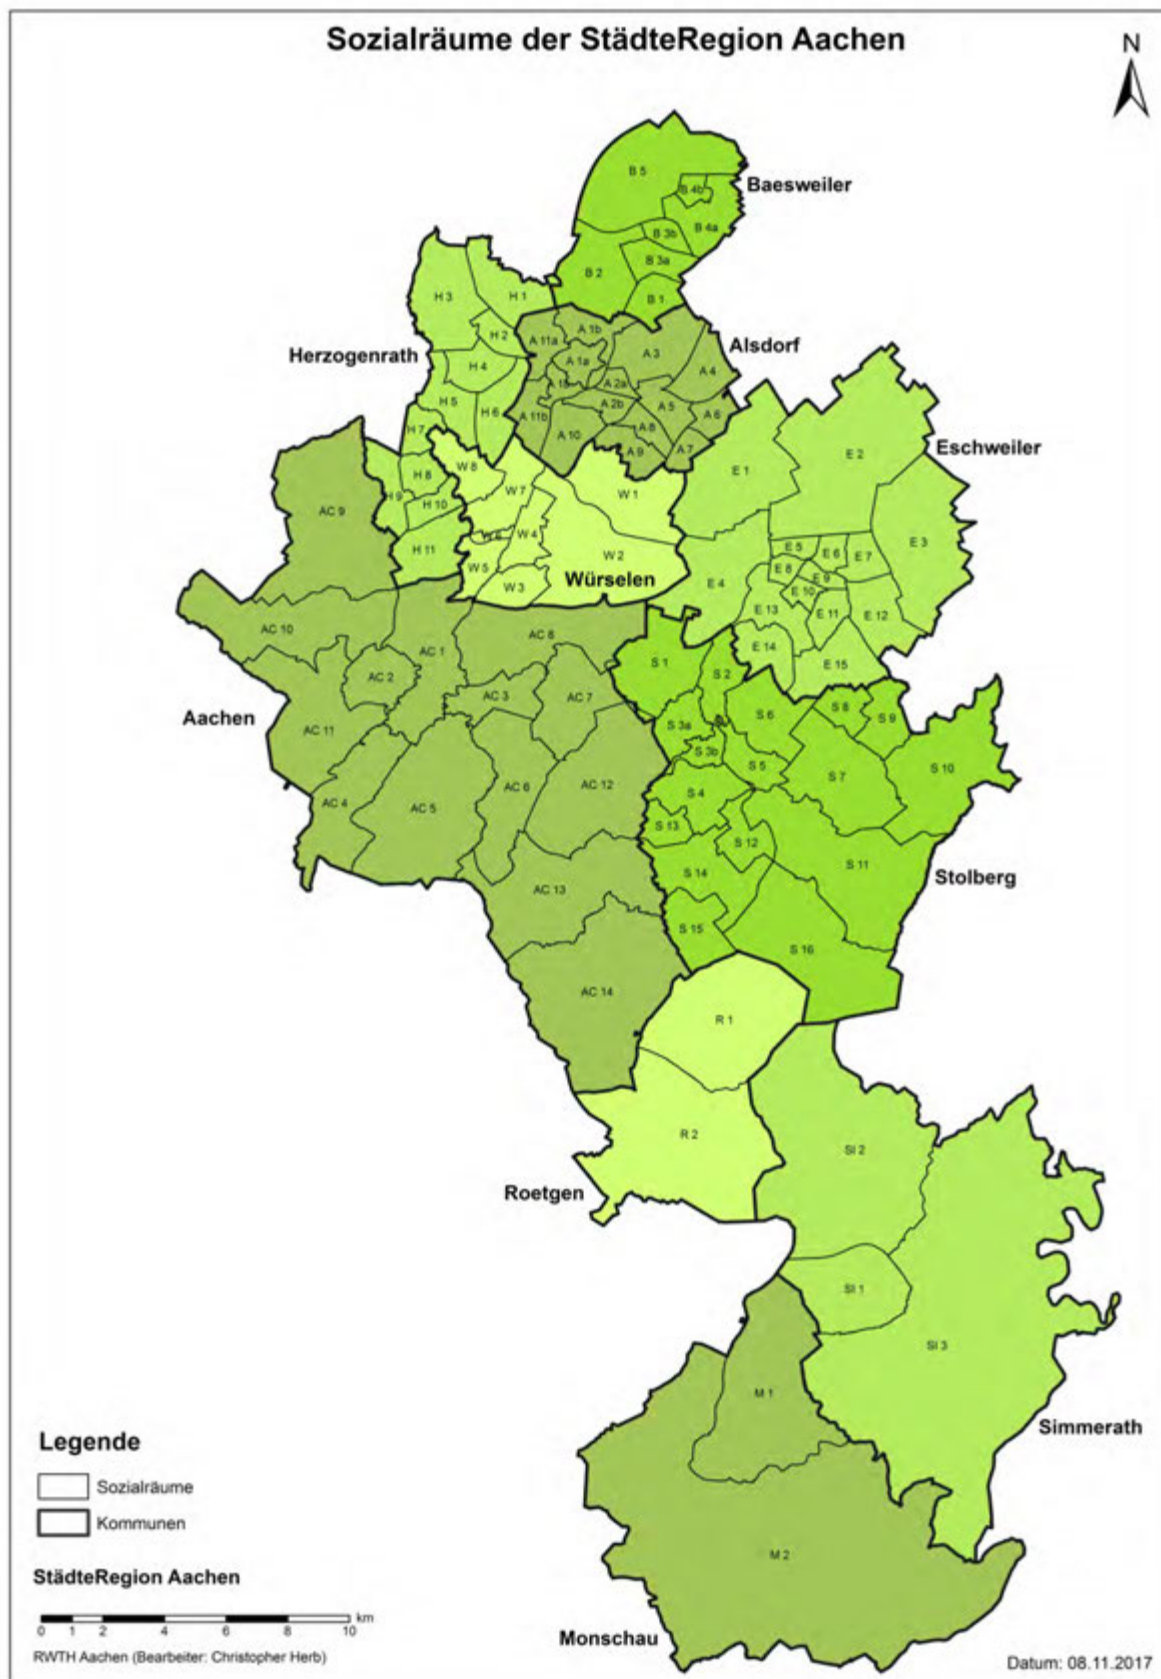 Sozialräume der StädteRegion Aachen
N
B 5
B 4b
Baesweiler
B 4a
B 3b
B 3a
B 2
B 1
H 3
H 1
H 2
Herzogenrath
H 4
H 5
H 6
H 7
H 8
H 9
H 10
H 11
A 11a
A 1b
A 3
Alsdorf
A 1a
A 4
A 2a
A 2b
A 5
A 6
A 11b
A 8
A 10
A 9
A 7
Eschweiler
E 1
E 2
E 3
E 4
E 5
E 6
E 7
E 8
E 9
E 10
E 11
E 12
E 13
E 14
E 15
W 8
W 7
W 1
W 4
W 6
W 2
W 5
W 3
Würselen
AC 9
AC 10
AC 1
AC 8
AC 2
AC 3
AC 7
Aachen
AC 11
AC 4
AC 5
AC 6
AC 12
AC 13
AC 14
S 1
S 2
S 3a
S 3b
S 6
S 8
S 9
S 5
S 7
S 10
S 4
S 13
S 12
S 14
S 11
Stolberg
S 15
S 16
R 1
R 2
Roetgen
SI 2
SI 1
SI 3
Simmerath
M 1
M 2
Monschau
Legende
Sozialräume
Kommunen
StädteRegion Aachen
km
0 1 2 4 6 8 10
RWTH Aachen (Bearbeiter: Christopher Herb)
Datum: 08.11.2017